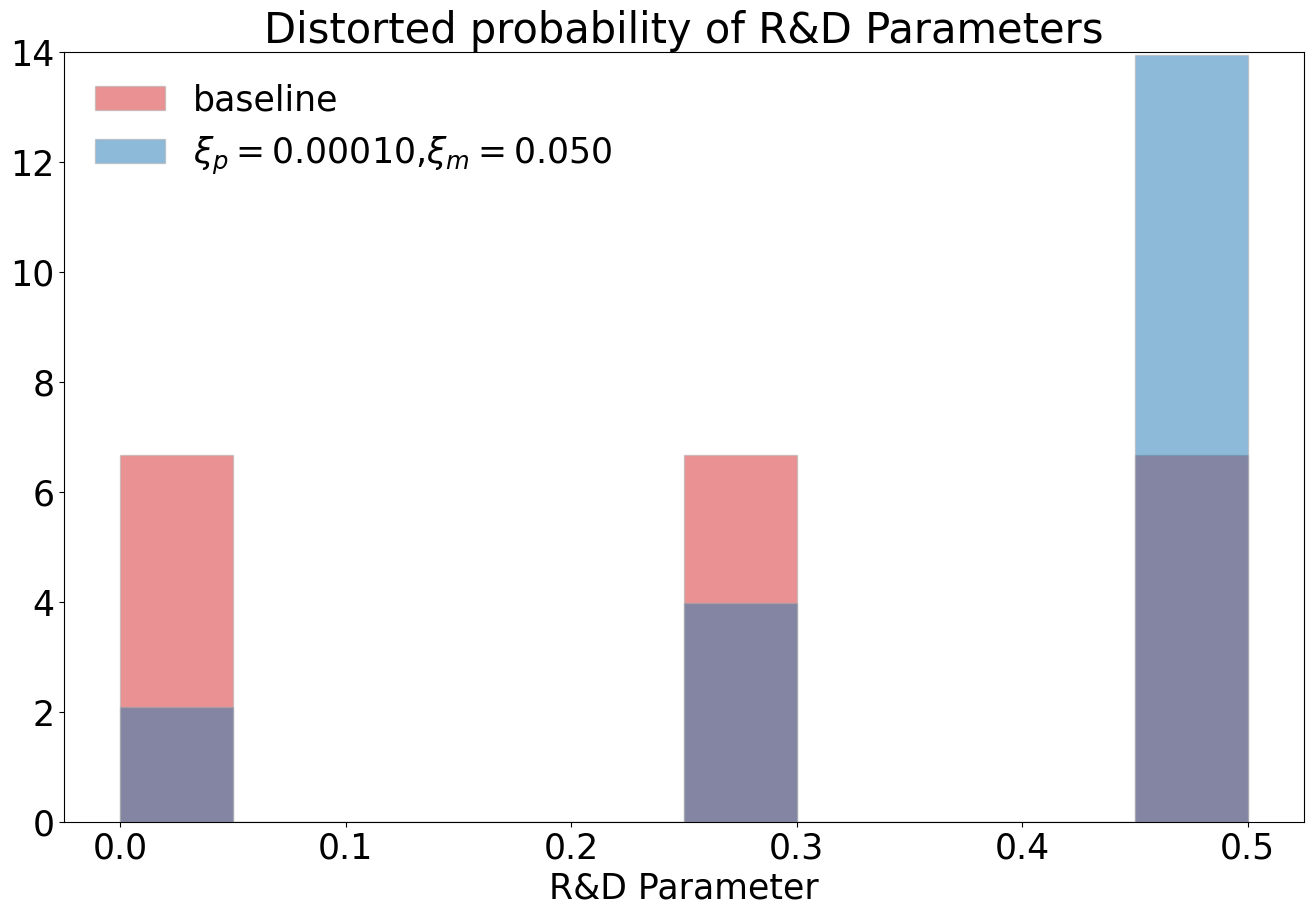 Distorted probability of R&D Parameters
14
12
10
8
6
4
2
0
baseline
ξp = 0.00010,ξm = 0.050
0.0 0.1 0.2 0.3 0.4 0.5
R&D Parameter